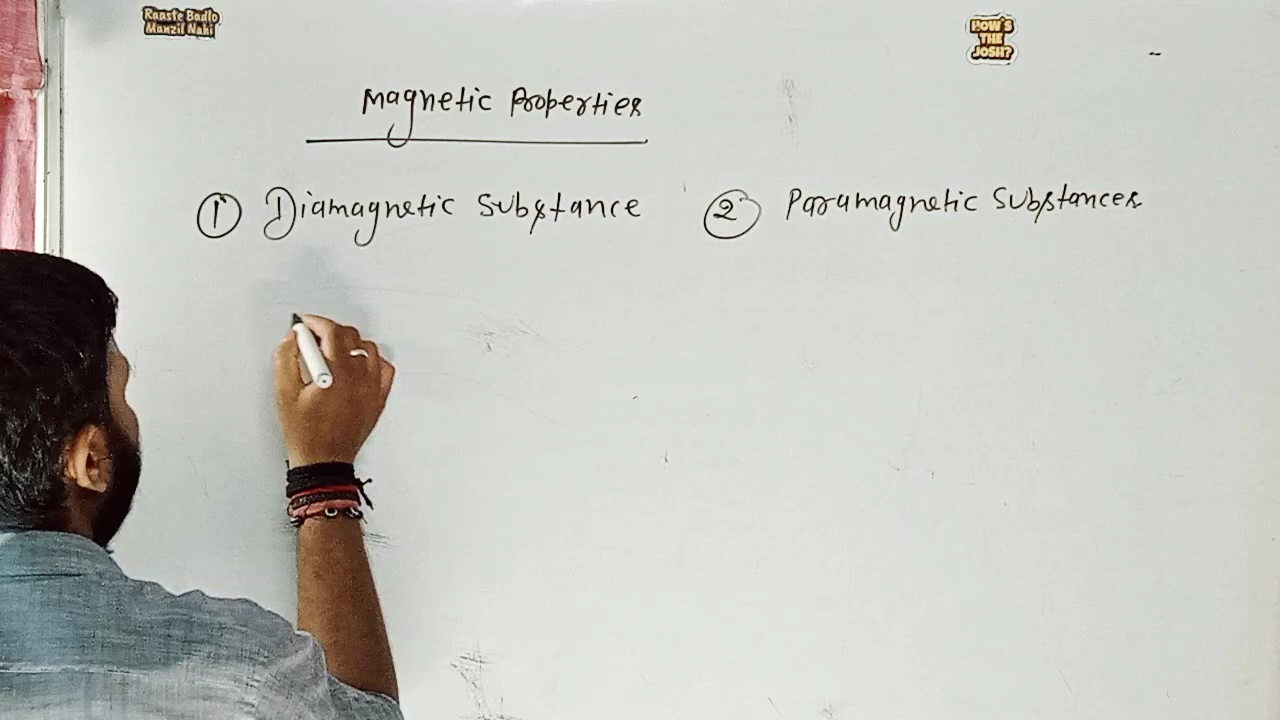 Raaste Badlo
Manzil Nahi
HOW'S
THE
JOSH?
Magnetic Properties
① Diamagnetic Substance ② Paramagnetic Substances